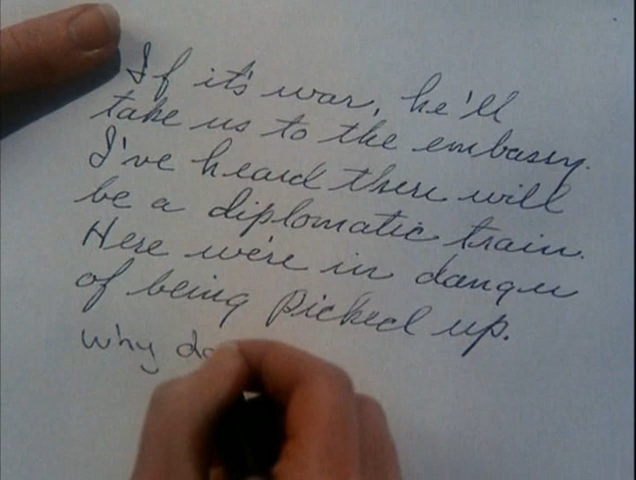 If it's war, he'll
take us to the embassy.
I've heard there will
be a diplomatic train.
Here we're in danger
of being picked up.
Why do